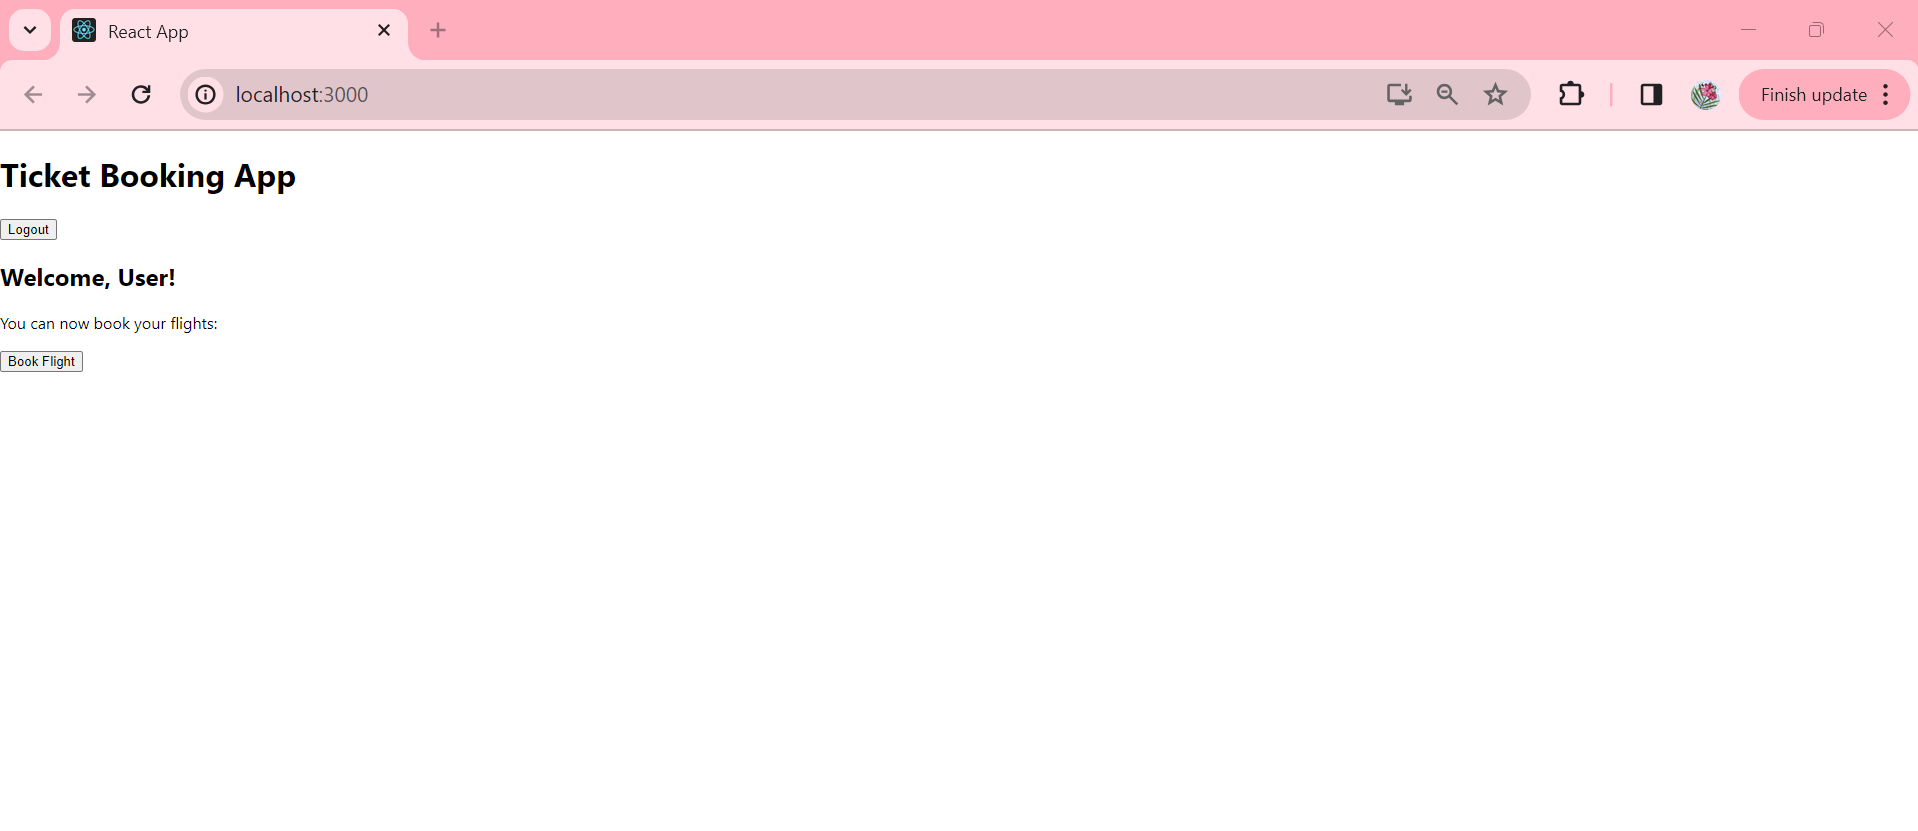 React App
localhost:3000
Finish update
Ticket Booking App
Logout
Welcome, User!
You can now book your flights:
Book Flight